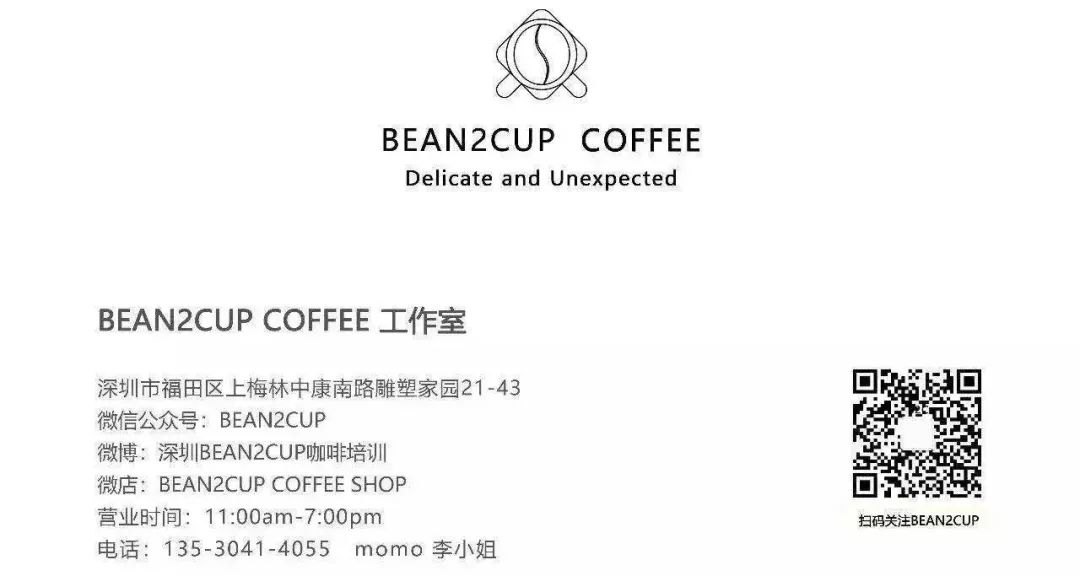 BEAN2CUP COFFEE
Delicate and Unexpected
BEAN2CUP COFFEE 工作室
深圳市福田区上梅林中康南路雕塑家园21-43
微信公众号：BEAN2CUP
微博：深圳BEAN2CUP咖啡培训
微店：BEAN2CUP COFFEE SHOP
营业时间：11:00am-7:00pm
电话：135-3041-4055 momo 李小姐
扫码关注BEAN2CUP